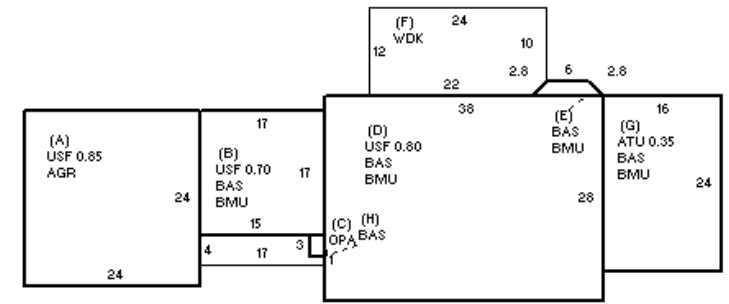 (F)
WDK
24
12
10
22
2.8
6
2.8
(A)
USF 0.85
AGR
24
24
17
(B)
USF 0.70
BAS
BMU
17
15
4
17
3
(C)
OPA
1
(H)
BAS
38
(D)
USF 0.80
BAS
BMU
28
(E)
BAS
BMU
16
(G)
ATU 0.35
BAS
BMU
24